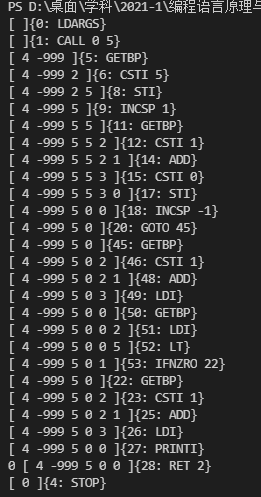 PS D:\桌面\学科\2021-1\编程语言原理与
[ ]{0: LDARGS}
[ ]{1: CALL 0 5}
[ 4 -999 ]{5: GETBP}
[ 4 -999 2 ]{6: CSTI 5}
[ 4 -999 2 5 ]{8: STI}
[ 4 -999 5 ]{9: INCSP 1}
[ 4 -999 5 5 ]{11: GETBP}
[ 4 -999 5 5 2 ]{12: CSTI 1}
[ 4 -999 5 5 2 1 ]{14: ADD}
[ 4 -999 5 5 3 ]{15: CSTI 0}
[ 4 -999 5 5 3 0 ]{17: STI}
[ 4 -999 5 0 0 ]{18: INCSP -1}
[ 4 -999 5 0 ]{20: GOTO 45}
[ 4 -999 5 0 ]{45: GETBP}
[ 4 -999 5 0 2 ]{46: CSTI 1}
[ 4 -999 5 0 2 1 ]{48: ADD}
[ 4 -999 5 0 3 ]{49: LDI}
[ 4 -999 5 0 0 ]{50: GETBP}
[ 4 -999 5 0 0 2 ]{51: LDI}
[ 4 -999 5 0 0 5 ]{52: LT}
[ 4 -999 5 0 1 ]{53: IFNZRO 22}
[ 4 -999 5 0 ]{22: GETBP}
[ 4 -999 5 0 2 ]{23: CSTI 1}
[ 4 -999 5 0 2 1 ]{25: ADD}
[ 4 -999 5 0 3 ]{26: LDI}
[ 4 -999 5 0 0 ]{27: PRINTI}
0 [ 4 -999 5 0 0 ]{28: RET 2}
[ 0 ]{4: STOP}